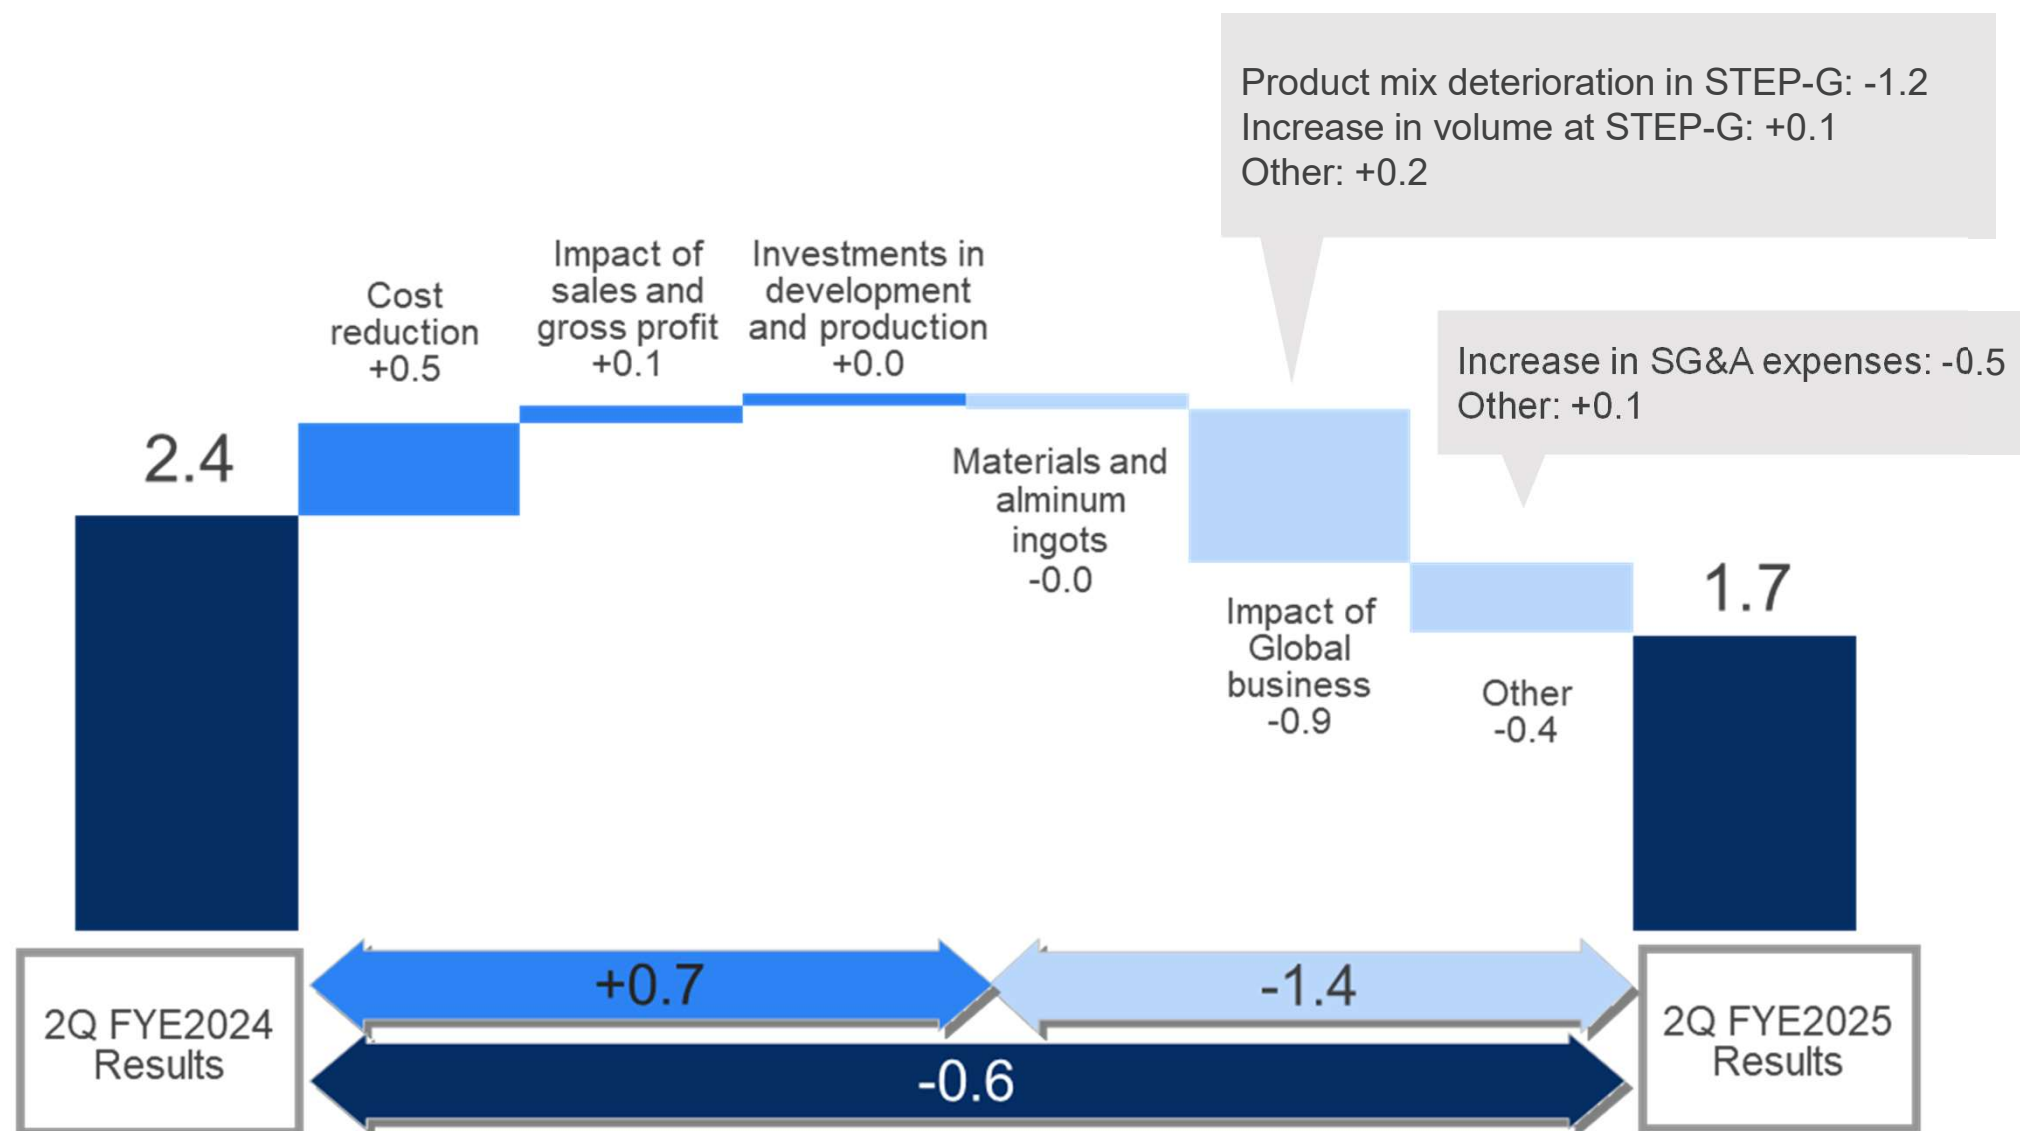 Product mix deterioration in STEP-G: -1.2
Increase in volume at STEP-G: +0.1
Other: +0.2
Increase in SG&A expenses: -0.5
Other: +0.1
2.4
Cost
reduction
+0.5
Impact of
sales and
gross profit
+0.1
Investments in
development
and production
+0.0
Materials and
alminum
ingots
-0.0
Impact of
Global
business
-0.9
Other
-0.4
1.7
+0.7
-1.4
-0.6
2Q FYE2024
Results
2Q FYE2025
Results